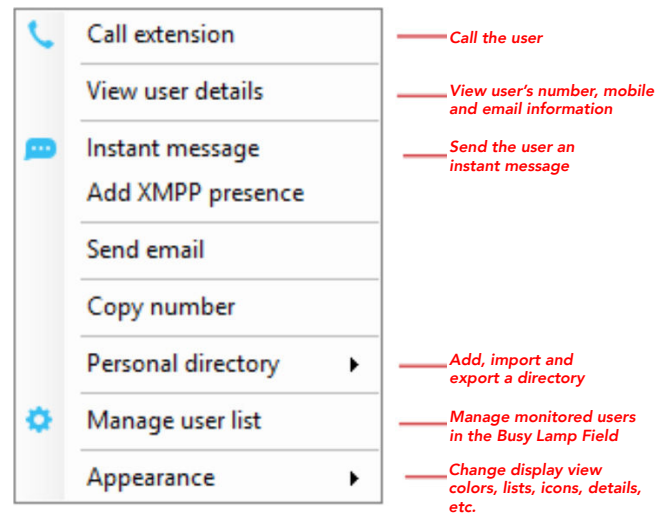 Call extension
Call the user
View user details
View user's number, mobile
and email information
Instant message
Send the user an
instant message
Add XMPP presence
Send email
Copy number
Personal directory
Add, import and
export a directory
Manage user list
Manage monitored users
in the Busy Lamp Field
Appearance
Change display view
colors, lists, icons, details,
etc.